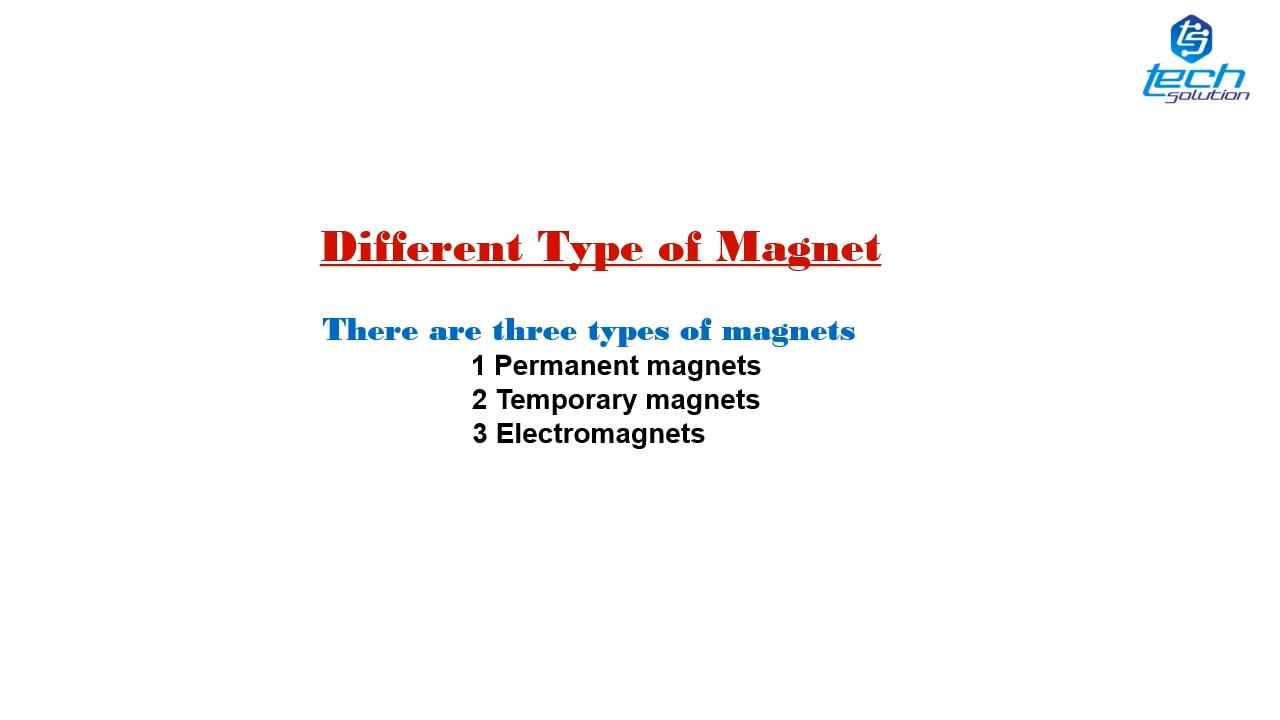 ts
tech
solution
Different Type of Magnet
There are three types of magnets
1 Permanent magnets
2 Temporary magnets
3 Electromagnets